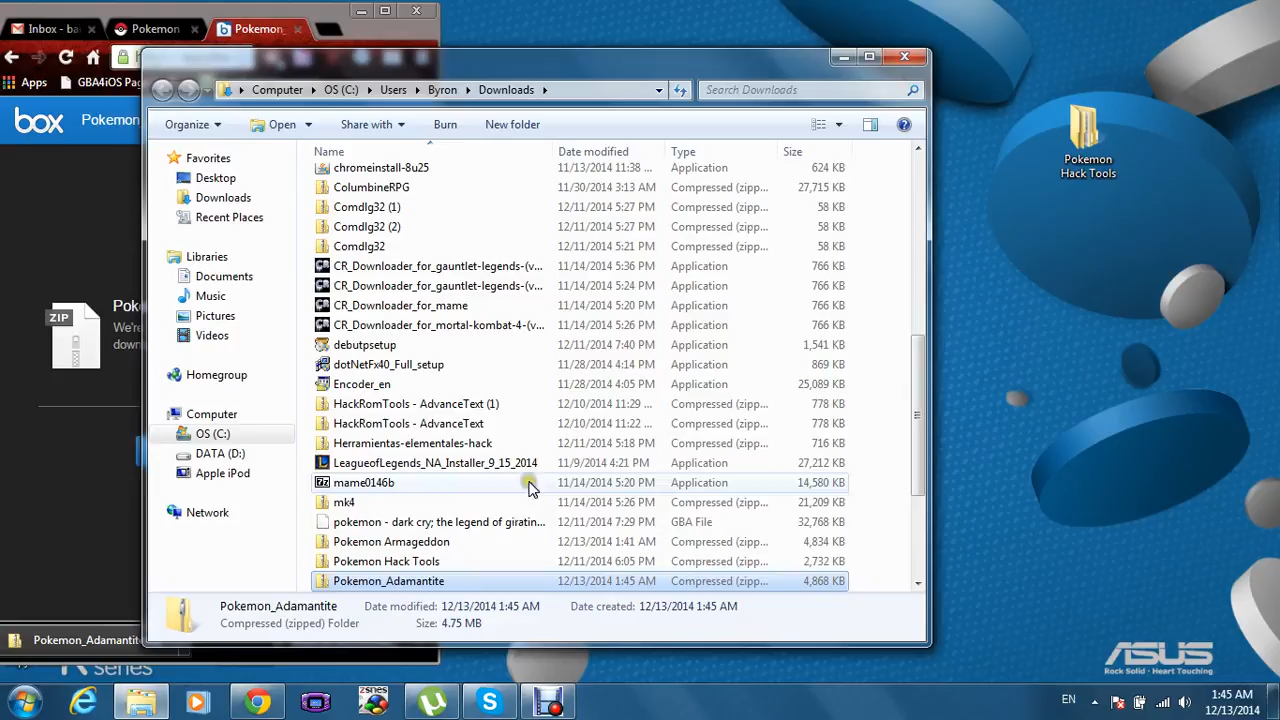 Inbox - ba
Pokemon
Pokemon_
Apps
GBA4iOS Pa
box
Pokemon
ZIP
Pok
We're
down
Computer
OS (C:)
Users
Byron
Downloads
Search Downloads
Organize
Open
Share with
Burn
New folder
Favorites
Desktop
Downloads
Recent Places
Libraries
Documents
Music
Pictures
Videos
Homegroup
Computer
OS (C:)
DATA (D:)
Apple iPod
Network
Name Date modified Type Size
chromeinstall-8u25 11/13/2014 11:38 ... Application 624 KB
ColumbineRPG 11/30/2014 3:13 AM Compressed (zipp... 27,715 KB
Comdlg32 (1) 12/11/2014 5:27 PM Compressed (zipp... 58 KB
Comdlg32 (2) 12/11/2014 5:27 PM Compressed (zipp... 58 KB
Comdlg32 12/11/2014 5:21 PM Compressed (zipp... 58 KB
CR_Downloader_for_gauntlet-legends-(v... 11/14/2014 5:36 PM Application 766 KB
CR_Downloader_for_gauntlet-legends-(v... 11/14/2014 5:24 PM Application 766 KB
CR_Downloader_for_mame 11/14/2014 5:20 PM Application 766 KB
CR_Downloader_for_mortal-kombat-4-(v... 11/14/2014 5:26 PM Application 766 KB
debutpsetup 12/11/2014 7:40 PM Application 1,541 KB
dotNetFx40_Full_setup 11/28/2014 4:14 PM Application 869 KB
Encoder_en 11/28/2014 4:05 PM Application 25,089 KB
HackRomTools - AdvanceText (1) 12/10/2014 11:29 ... Compressed (zipp... 778 KB
HackRomTools - AdvanceText 12/10/2014 11:22 ... Compressed (zipp... 778 KB
Herramientas-elementales-hack 12/11/2014 5:18 PM Compressed (zipp... 716 KB
LeagueofLegends_NA_Installer_9_15_2014 11/9/2014 4:21 PM Application 27,212 KB
mame0146b 11/14/2014 5:20 PM Application 14,580 KB
mk4 11/14/2014 5:26 PM Compressed (zipp... 21,209 KB
pokemon - dark cry; the legend of giratin... 12/11/2014 7:29 PM GBA File 32,768 KB
Pokemon Armageddon 12/13/2014 1:41 AM Compressed (zipp... 4,834 KB
Pokemon Hack Tools 12/11/2014 6:05 PM Compressed (zipp... 2,732 KB
Pokemon_Adamantite 12/13/2014 1:45 AM Compressed (zipp... 4,868 KB
Pokemon_Adamantite Date modified: 12/13/2014 1:45 AM Date created: 12/13/2014 1:45 AM
Compressed (zipped) Folder Size: 4.75 MB
Pokemon_Adamantite
Pokemon
Hack Tools
series
ASUS
Rock Solid · Heart Touching
zsnes
EN
1:45 AM
12/13/2014